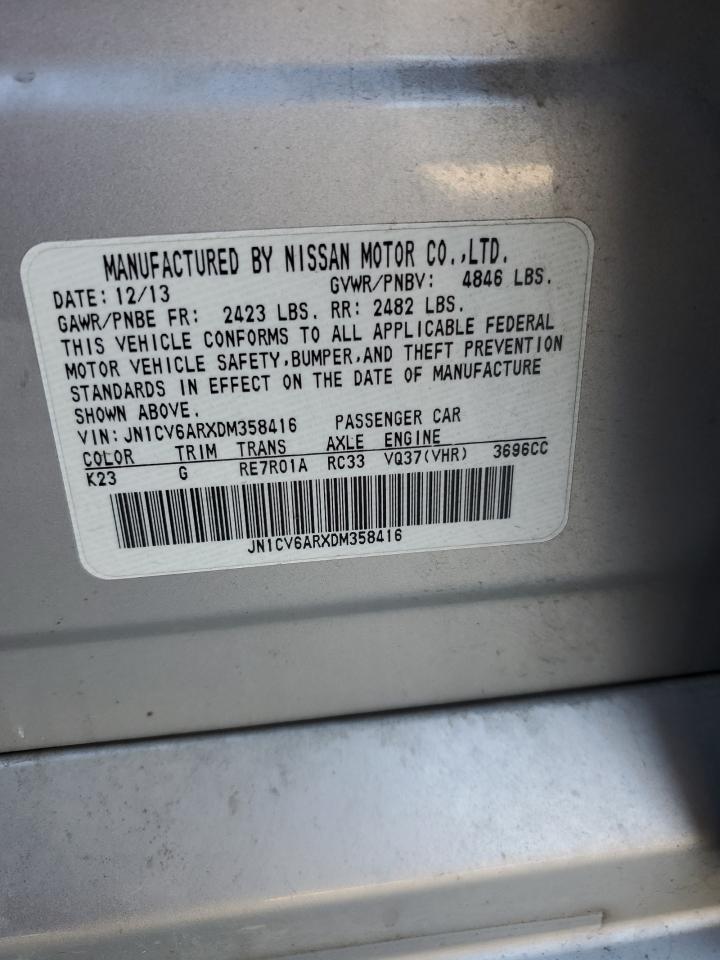 MANUFACTURED BY NISSAN MOTOR CO.,LTD.
DATE: 12/13 GVWR/PNBV: 4846 LBS.
GAWR/PNBE FR: 2423 LBS. RR: 2482 LBS.
THIS VEHICLE CONFORMS TO ALL APPLICABLE FEDERAL
MOTOR VEHICLE SAFETY,BUMPER,AND THEFT PREVENTION
STANDARDS IN EFFECT ON THE DATE OF MANUFACTURE
SHOWN ABOVE.
VIN: JN1CV6ARXDM358416 PASSENGER CAR
COLOR TRIM TRANS AXLE ENGINE
K23 G RE7R01A RC33 VQ37(VHR) 3696CC
JN1CV6ARXDM358416